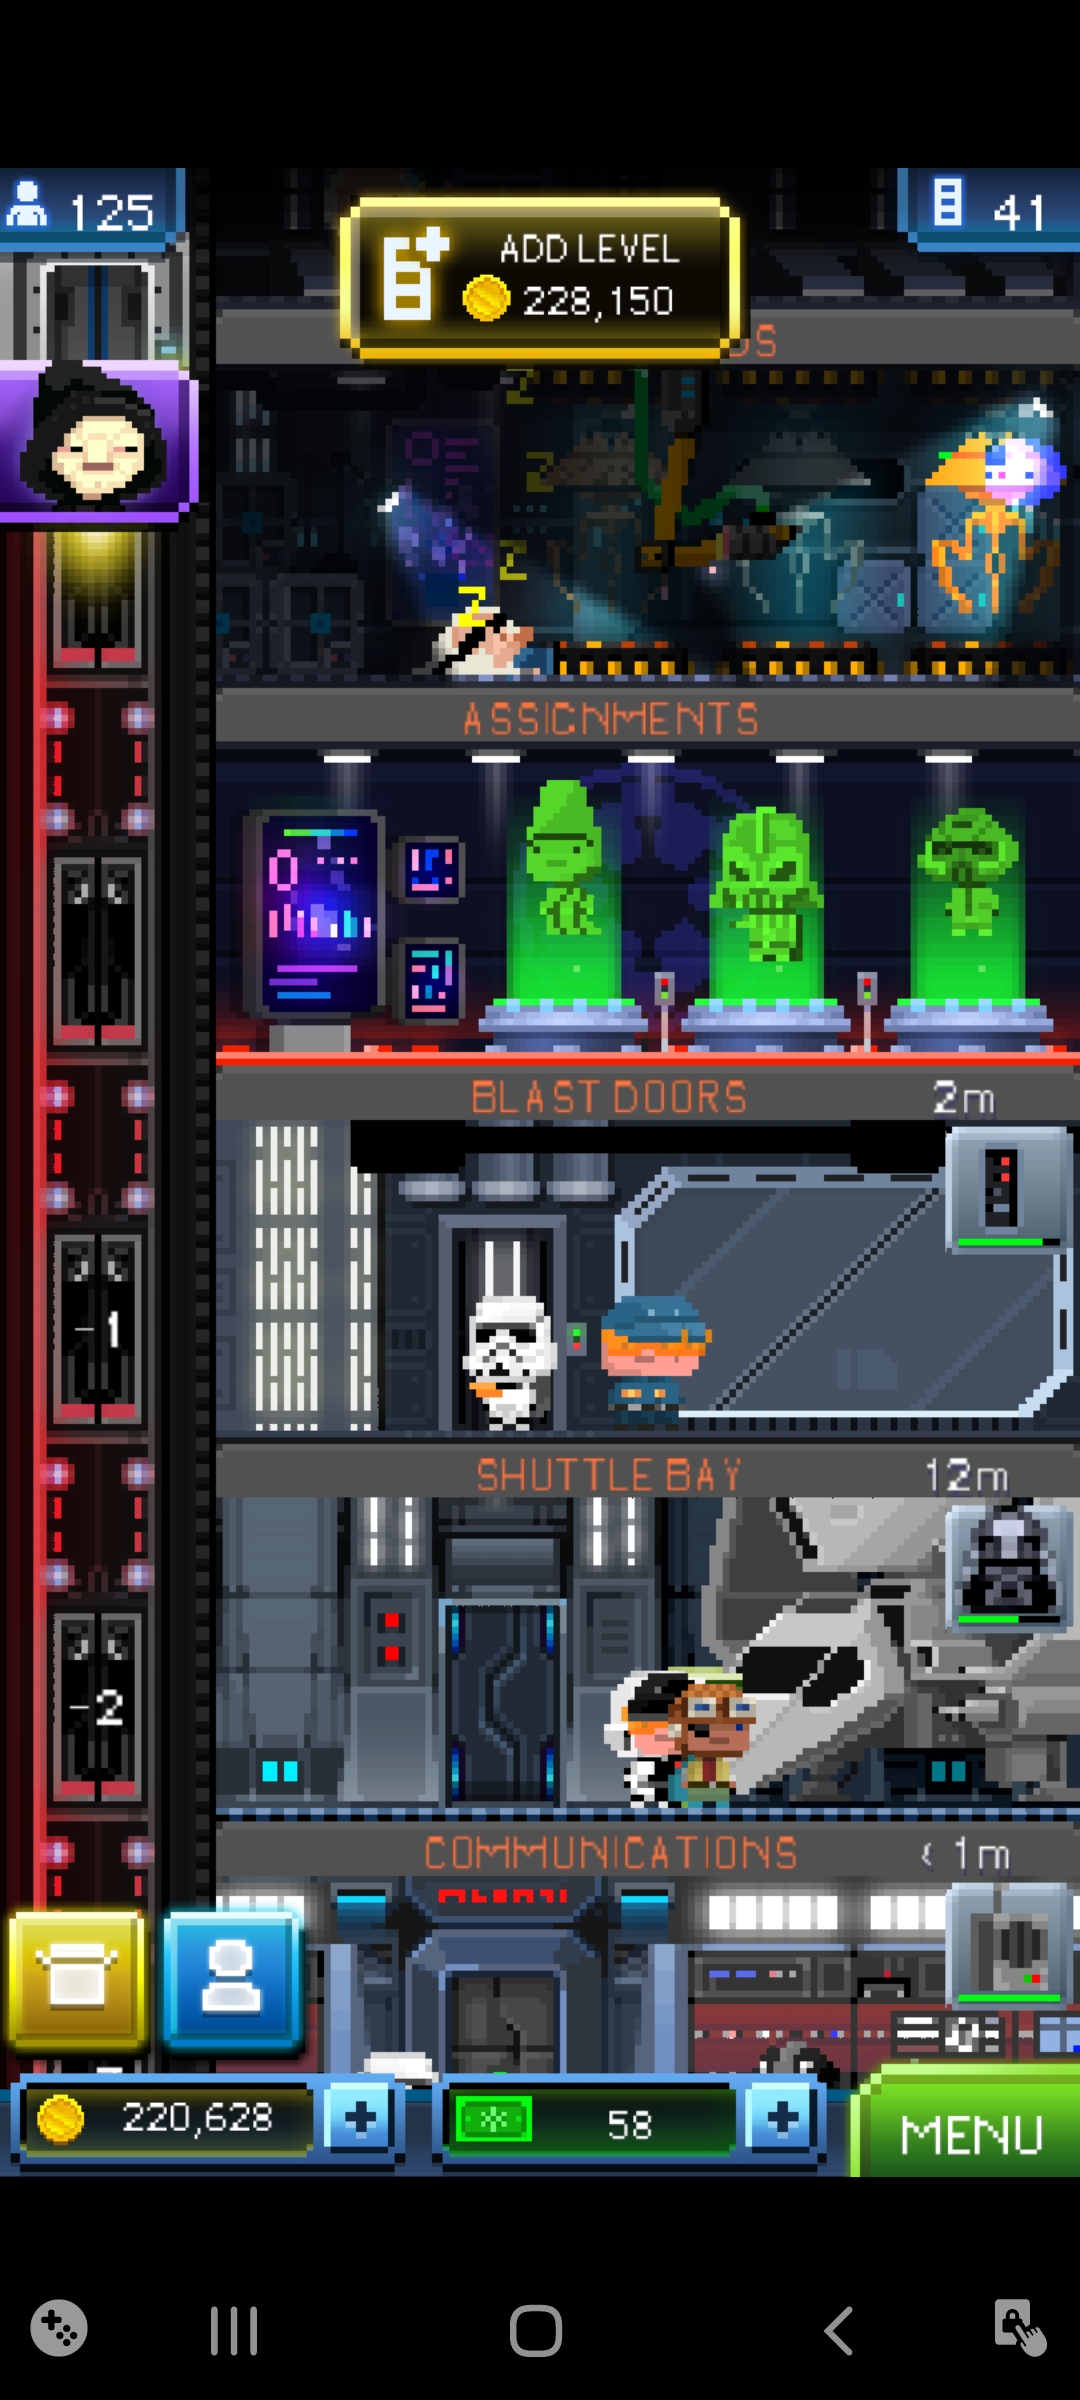 125
ADD LEVEL
228,150
41
DS
Z
Z
Z
Z
ASSIGNMENTS
BLAST DOORS 2m
-1
SHUTTLE BAY 12m
-2
COMMUNICATIONS < 1m
220,628
58
MENU